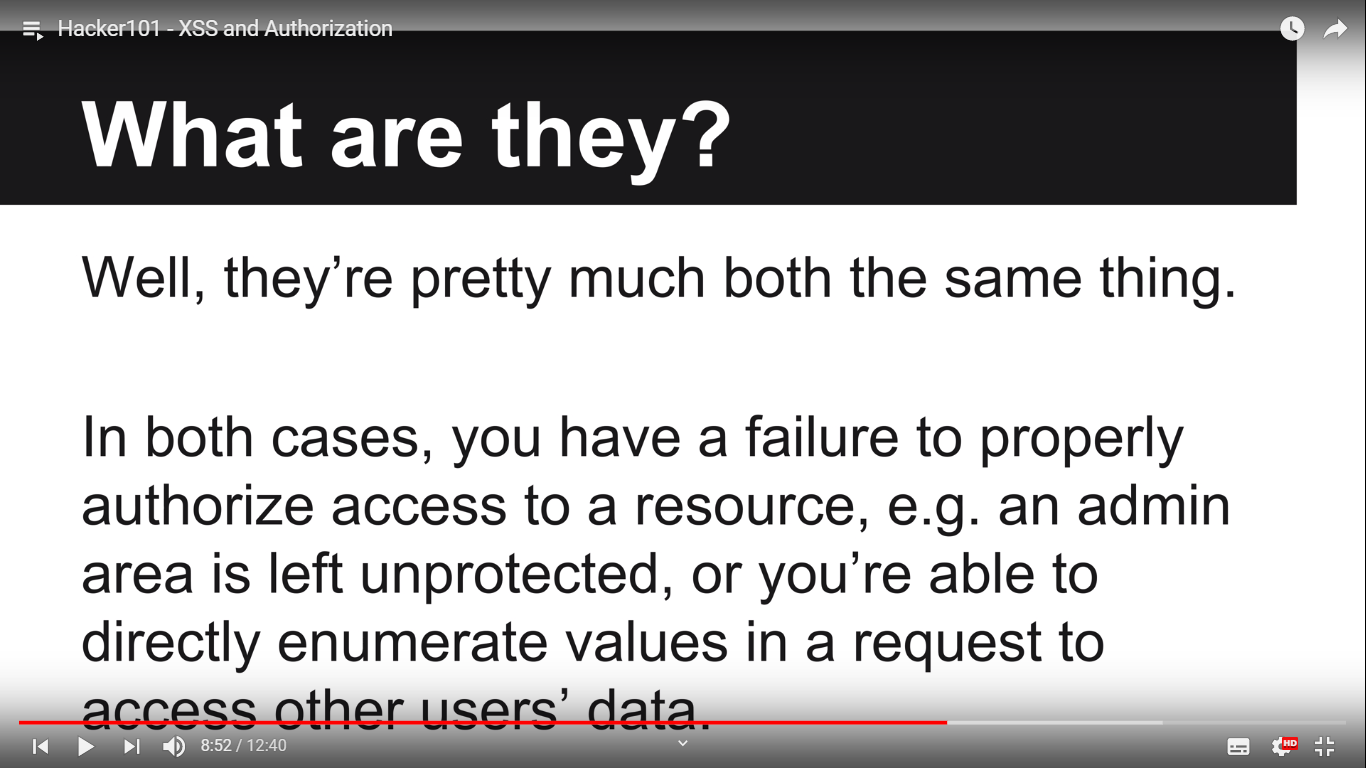 Hacker101 - XSS and Authorization
What are they?
Well, they’re pretty much both the same thing.
In both cases, you have a failure to properly
authorize access to a resource, e.g. an admin
area is left unprotected, or you’re able to
directly enumerate values in a request to
access other users’ data.
8:52 / 12:40
HD